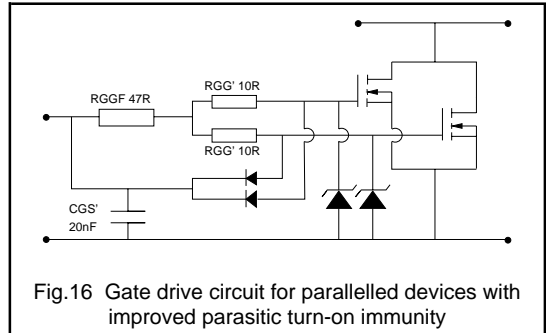 RGG' 10R
RGGF 47R
RGG' 10R
CGS'
20nF
Fig.16 Gate drive circuit for parallelled devices with
improved parasitic turn-on immunity